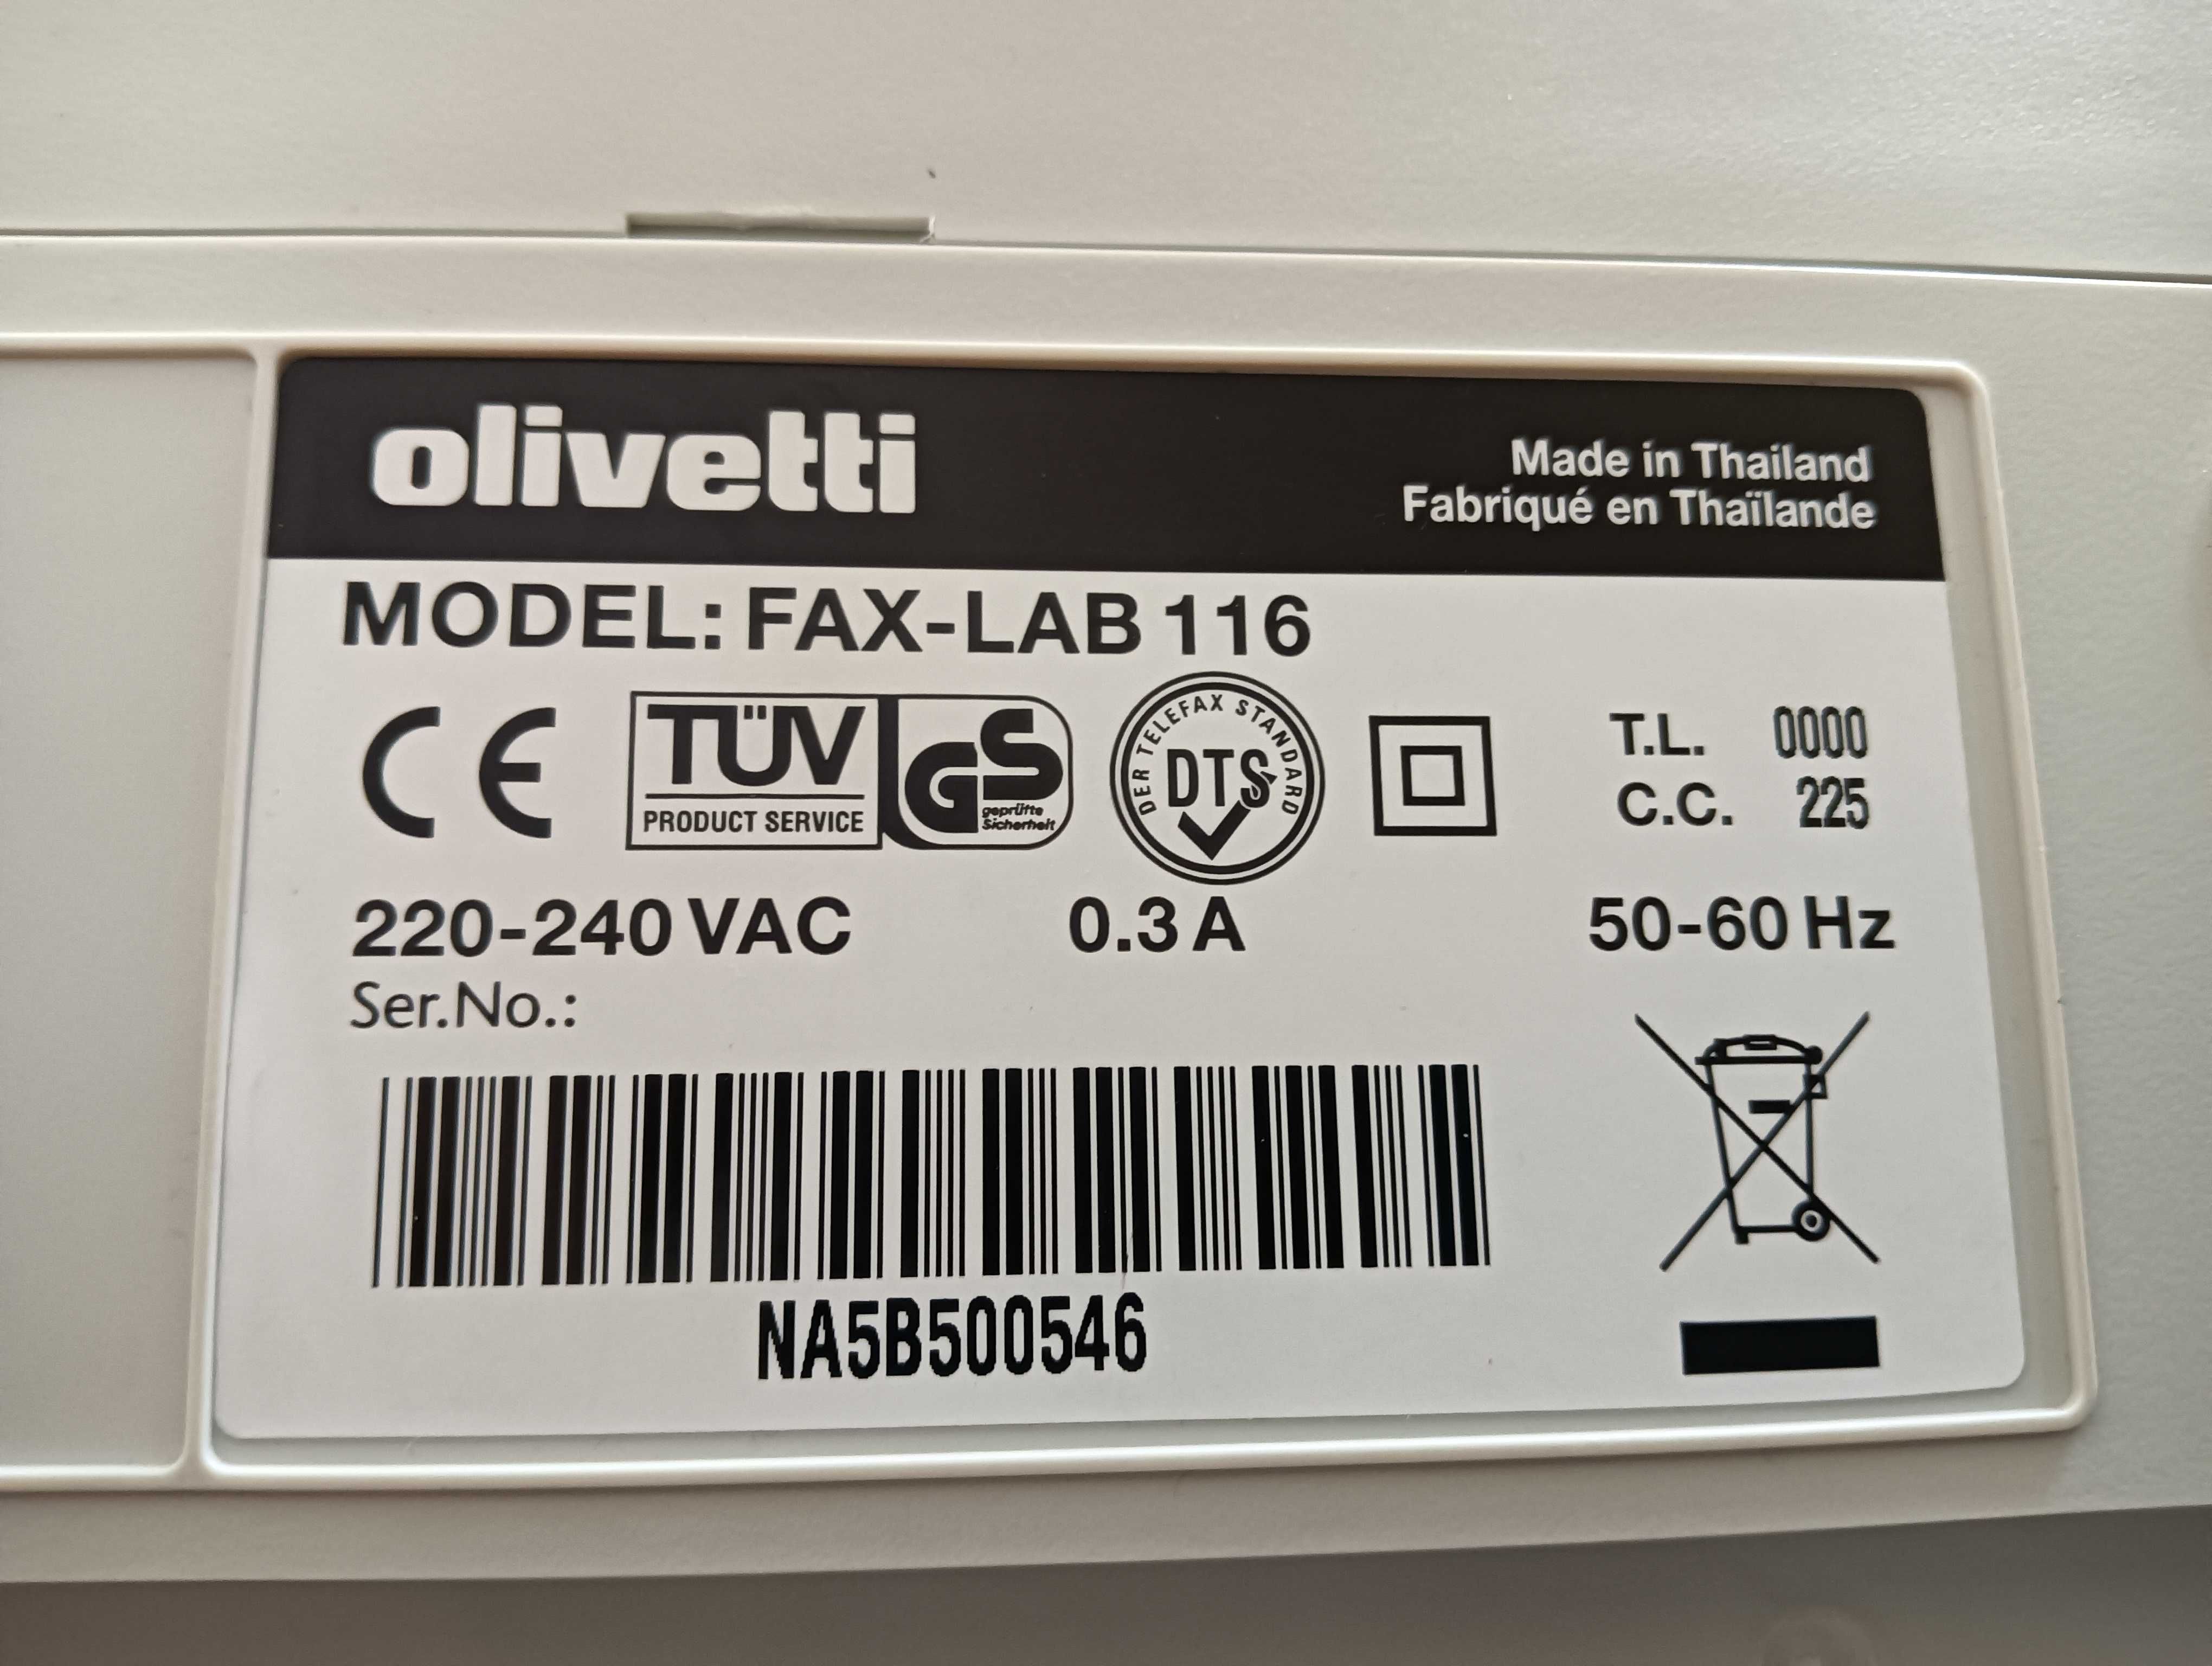 olivetti
Made in Thailand
Fabriqué en Thaïlande
MODEL: FAX-LAB 116
CE
TÜV
PRODUCT SERVICE
GS
geprüfte
Sicherheit
DER TELEFAX STANDARD
DTS
T.L. 0000
C.C. 225
220-240 VAC 0.3 A 50-60 Hz
Ser.No.:
NA5B500546